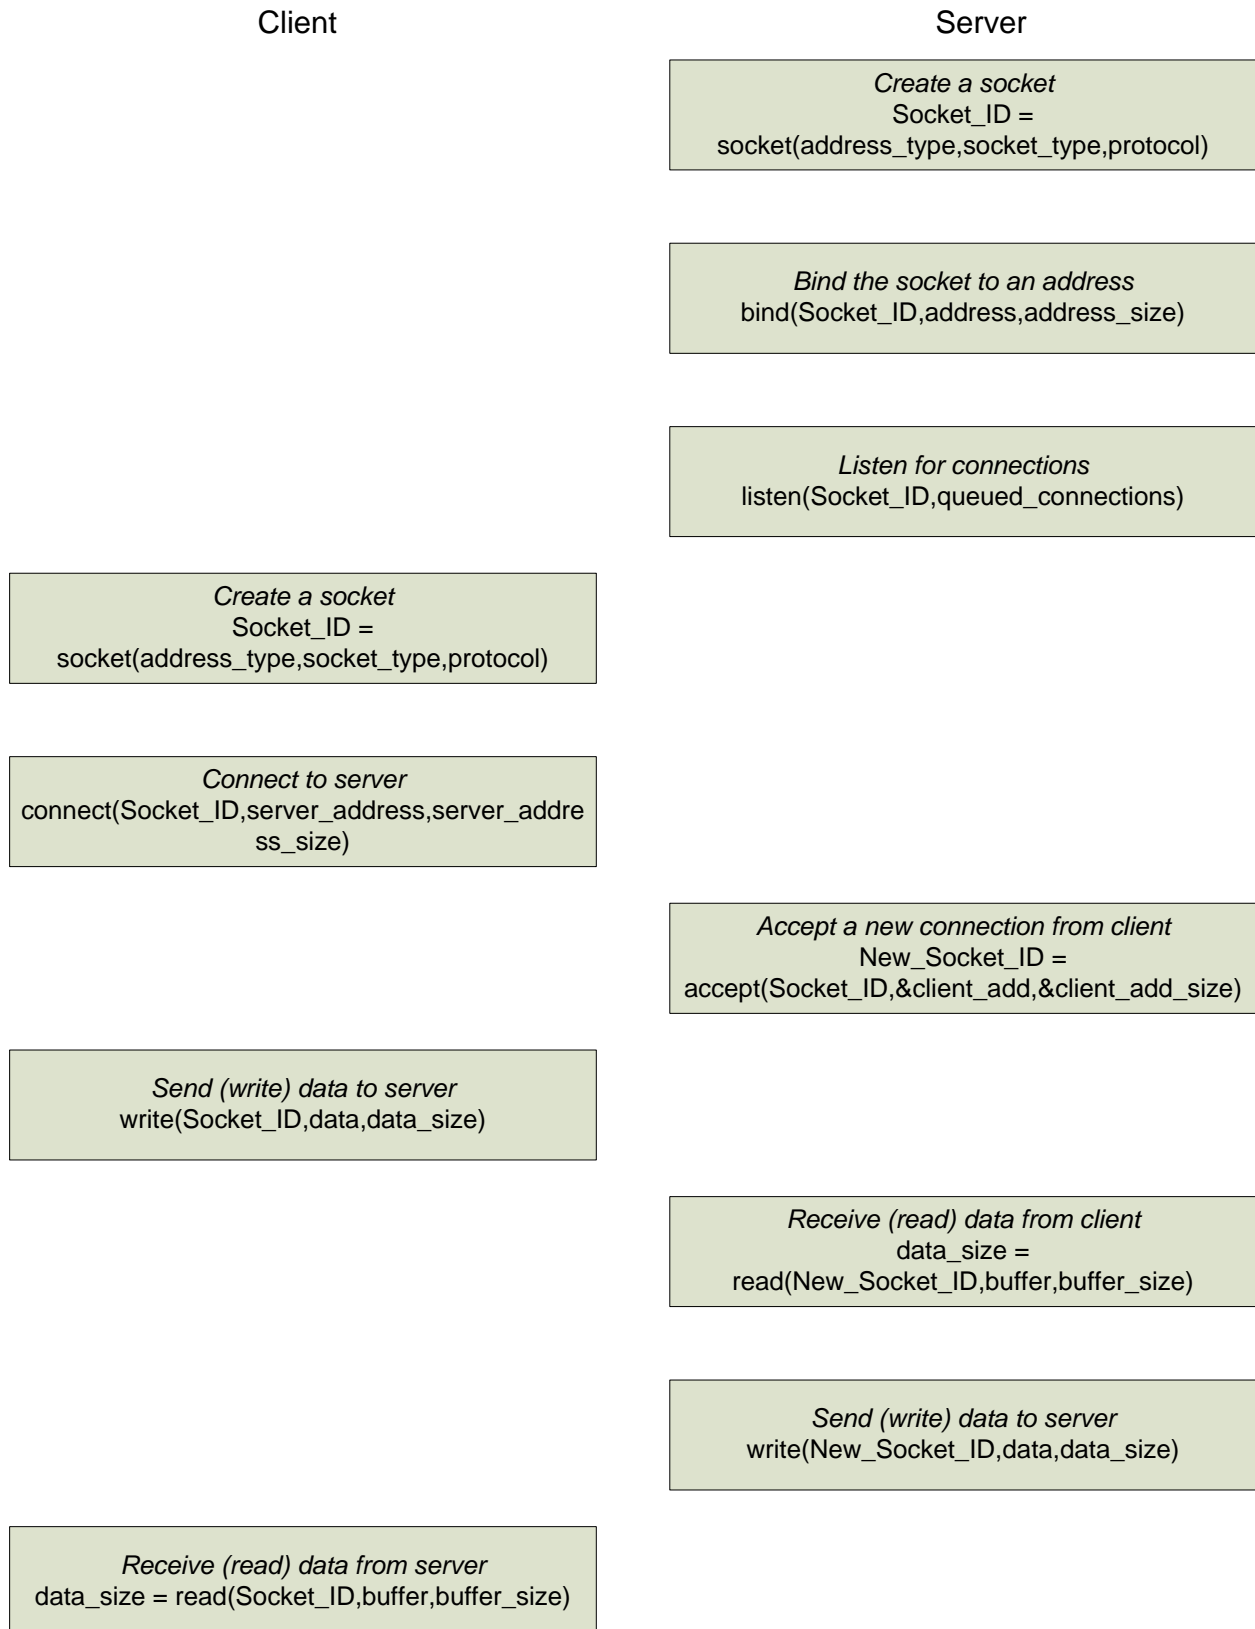 Client
Server
Create a socket
Socket_ID =
socket(address_type,socket_type,protocol)
Bind the socket to an address
bind(Socket_ID,address,address_size)
Listen for connections
listen(Socket_ID,queued_connections)
Create a socket
Socket_ID =
socket(address_type,socket_type,protocol)
Connect to server
connect(Socket_ID,server_address,server_addre
ss_size)
Accept a new connection from client
New_Socket_ID =
accept(Socket_ID,&client_add,&client_add_size)
Send (write) data to server
write(Socket_ID,data,data_size)
Receive (read) data from client
data_size =
read(New_Socket_ID,buffer,buffer_size)
Send (write) data to server
write(New_Socket_ID,data,data_size)
Receive (read) data from server
data_size = read(Socket_ID,buffer,buffer_size)